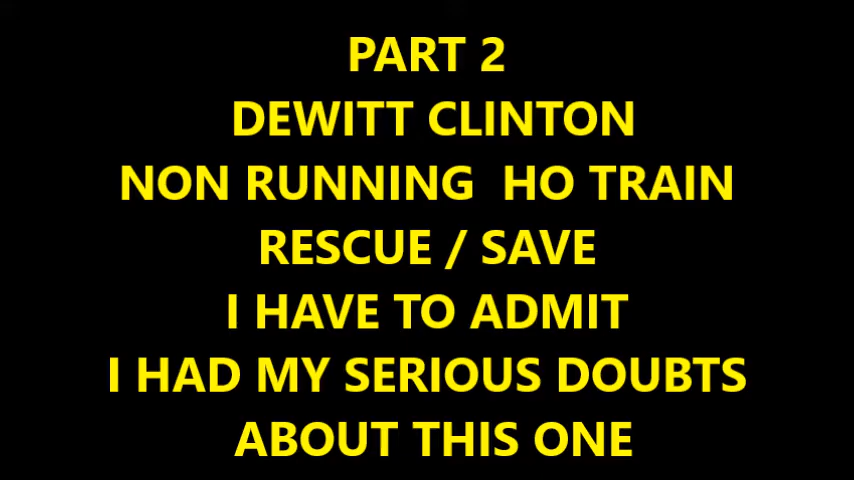 PART 2
DEWITT CLINTON
NON RUNNING  HO TRAIN
RESCUE / SAVE
I HAVE TO ADMIT
I HAD MY SERIOUS DOUBTS
ABOUT THIS ONE